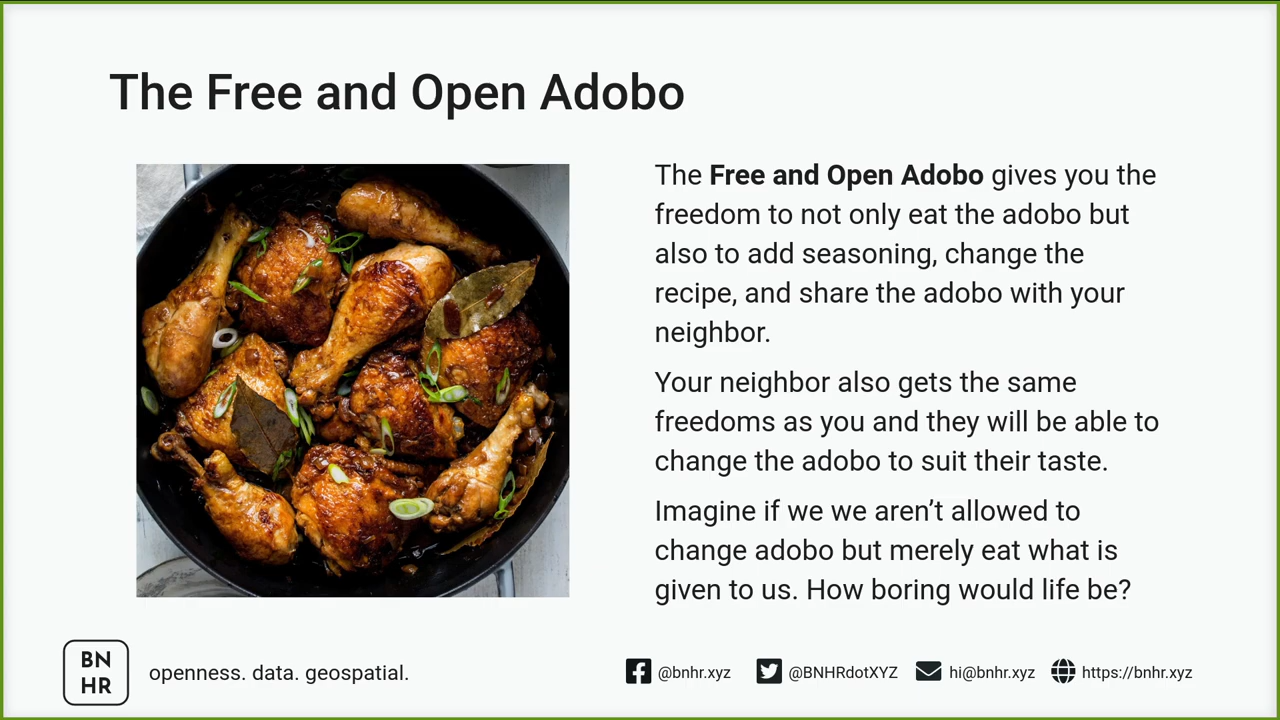 The Free and Open Adobo
The Free and Open Adobo gives you the
freedom to not only eat the adobo but
also to add seasoning, change the
recipe, and share the adobo with your
neighbor.
Your neighbor also gets the same
freedoms as you and they will be able to
change the adobo to suit their taste.
Imagine if we we aren’t allowed to
change adobo but merely eat what is
given to us. How boring would life be?
BN
HR
openness. data. geospatial.
@bnhr.xyz
@BNHRdotXYZ
hi@bnhr.xyz
https://bnhr.xyz